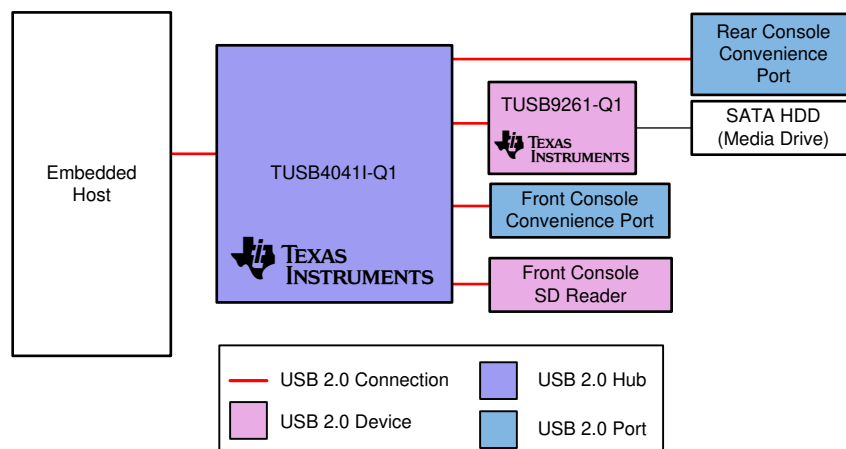 Embedded
Host
TUSB4041I-Q1
TEXAS
INSTRUMENTS
TUSB9261-Q1
TEXAS
INSTRUMENTS
Rear Console
Convenience
Port
SATA HDD
(Media Drive)
Front Console
Convenience Port
Front Console
SD Reader
USB 2.0 Connection
USB 2.0 Hub
USB 2.0 Device
USB 2.0 Port